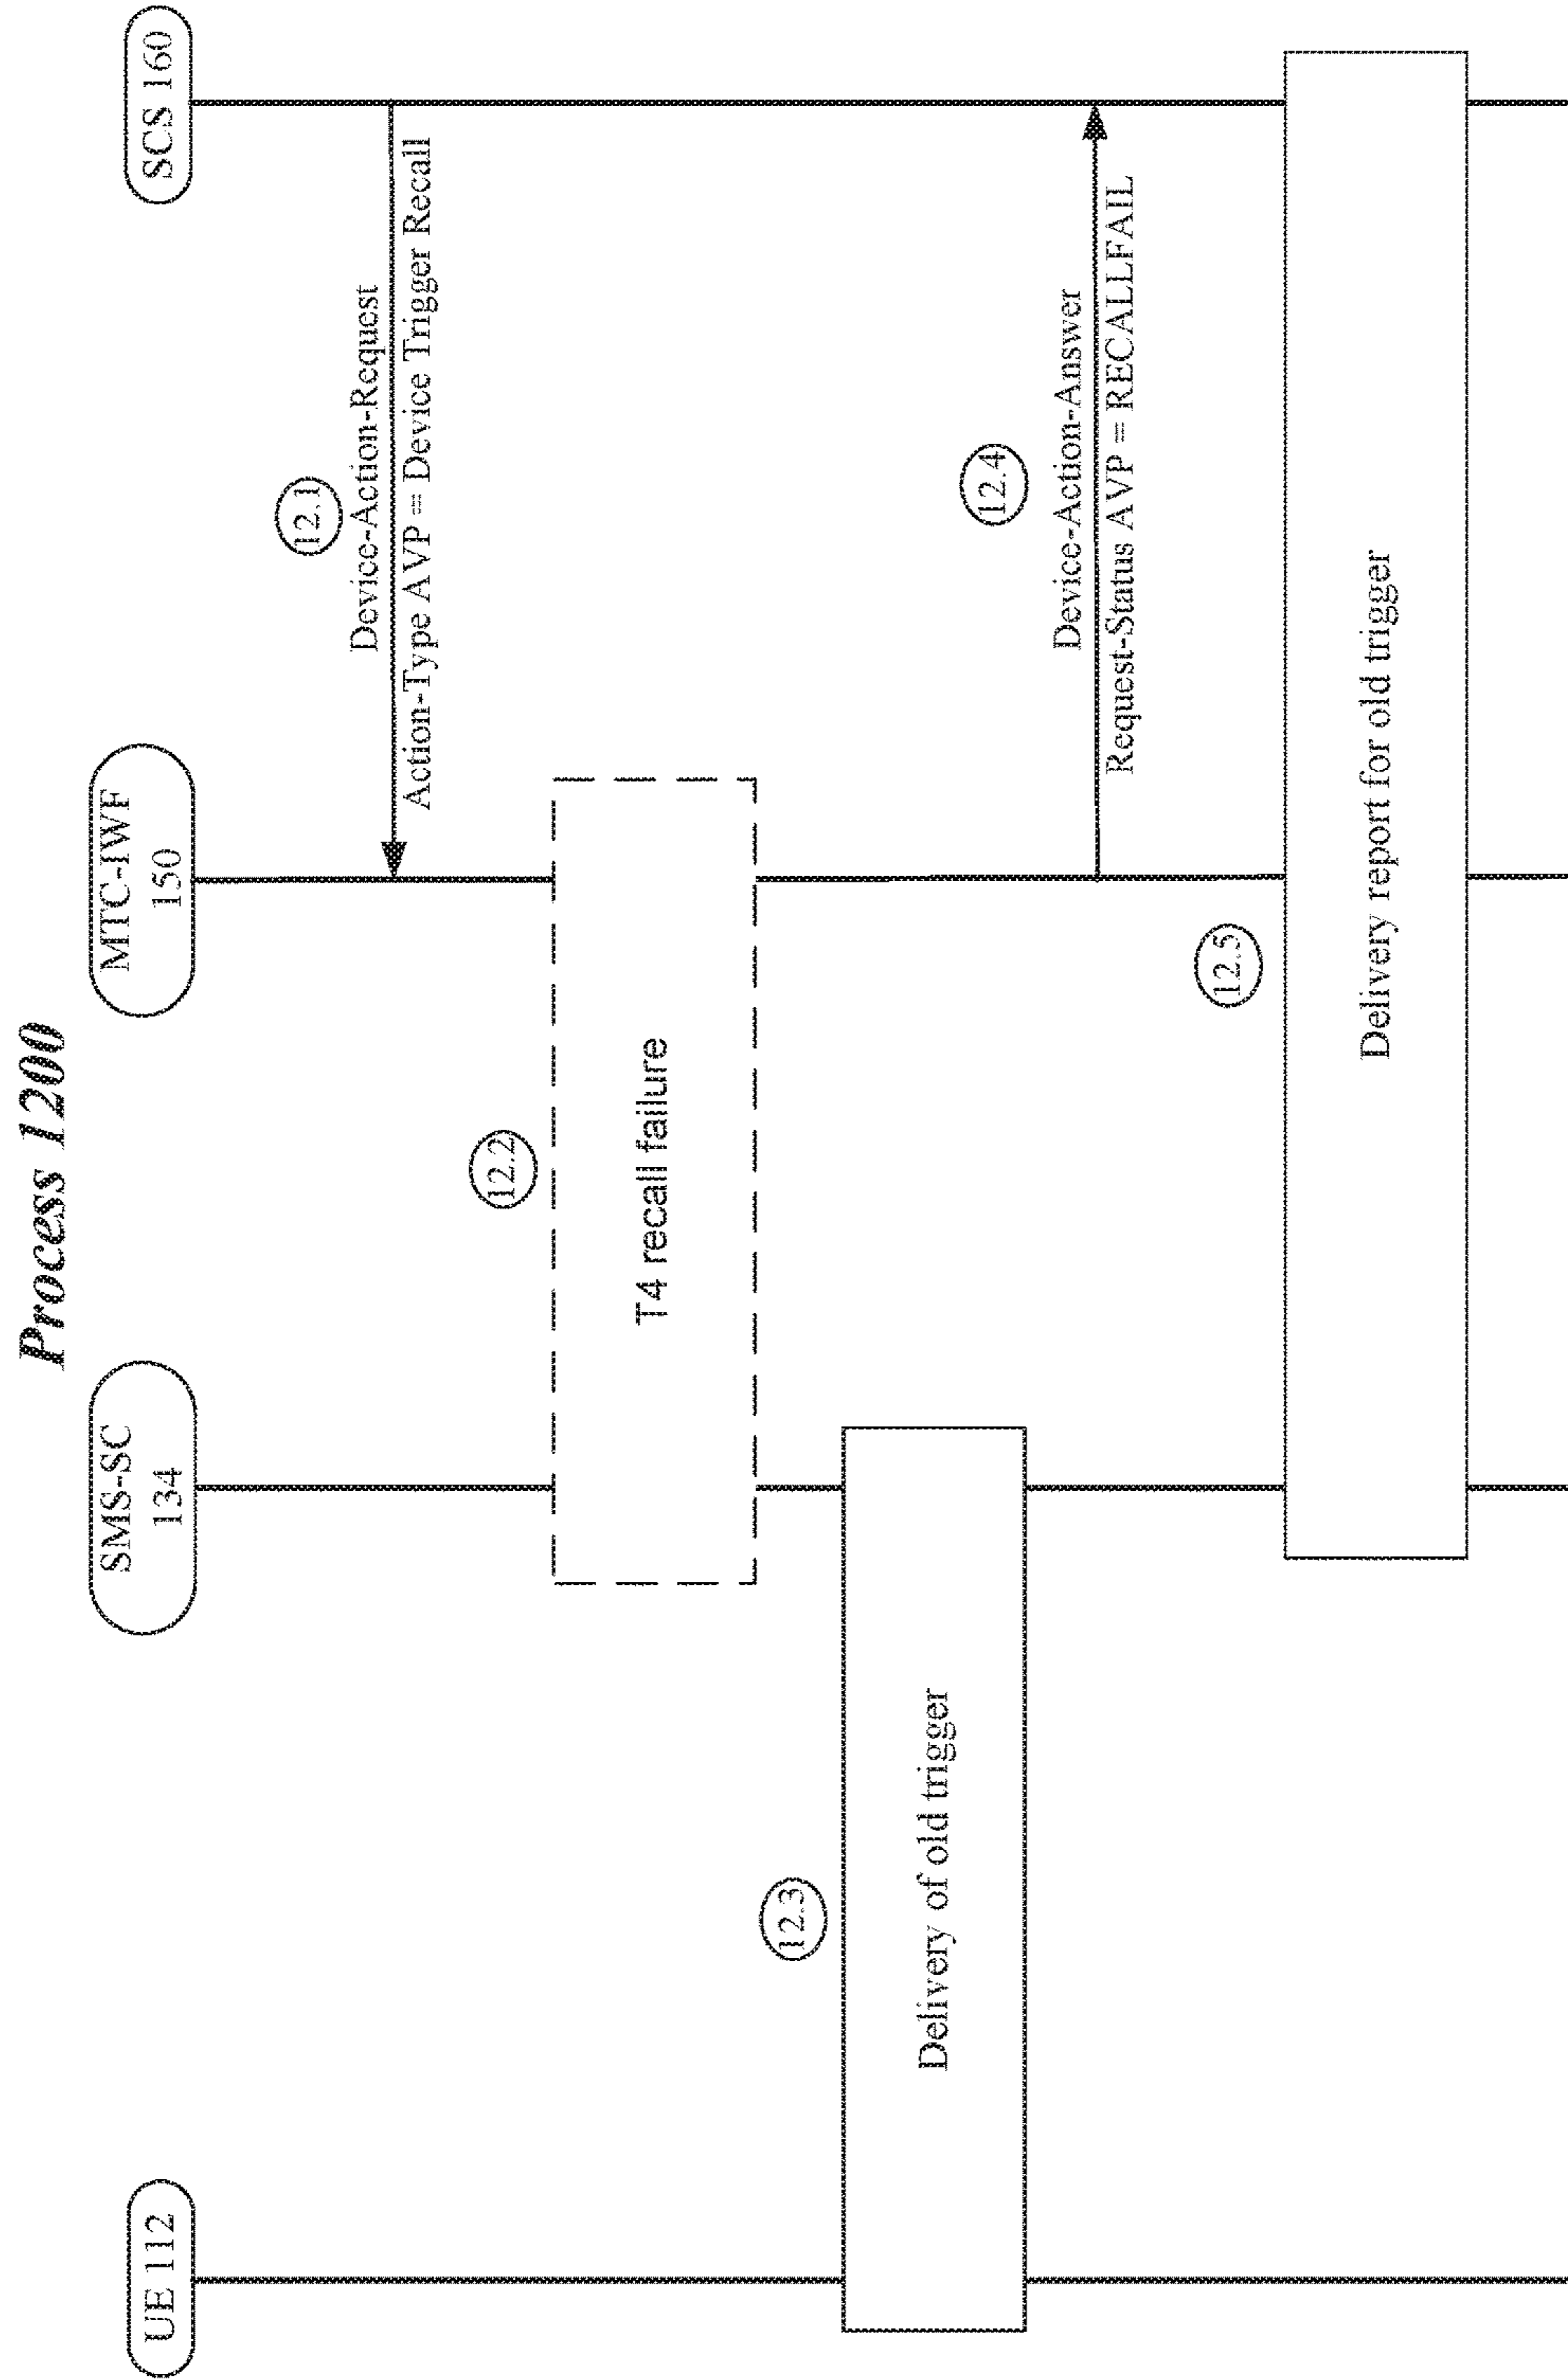 Process 1200
UE 112
SMS-SC
134
MTC-IWF
150
SCS 160
12.1
Device-Action-Request
Action-Type AVP = Device Trigger Recall
12.2
T4 recall failure
12.3
Delivery of old trigger
12.4
Device-Action-Answer
Request-Status AVP = RECALLFAIL
12.5
Delivery report for old trigger